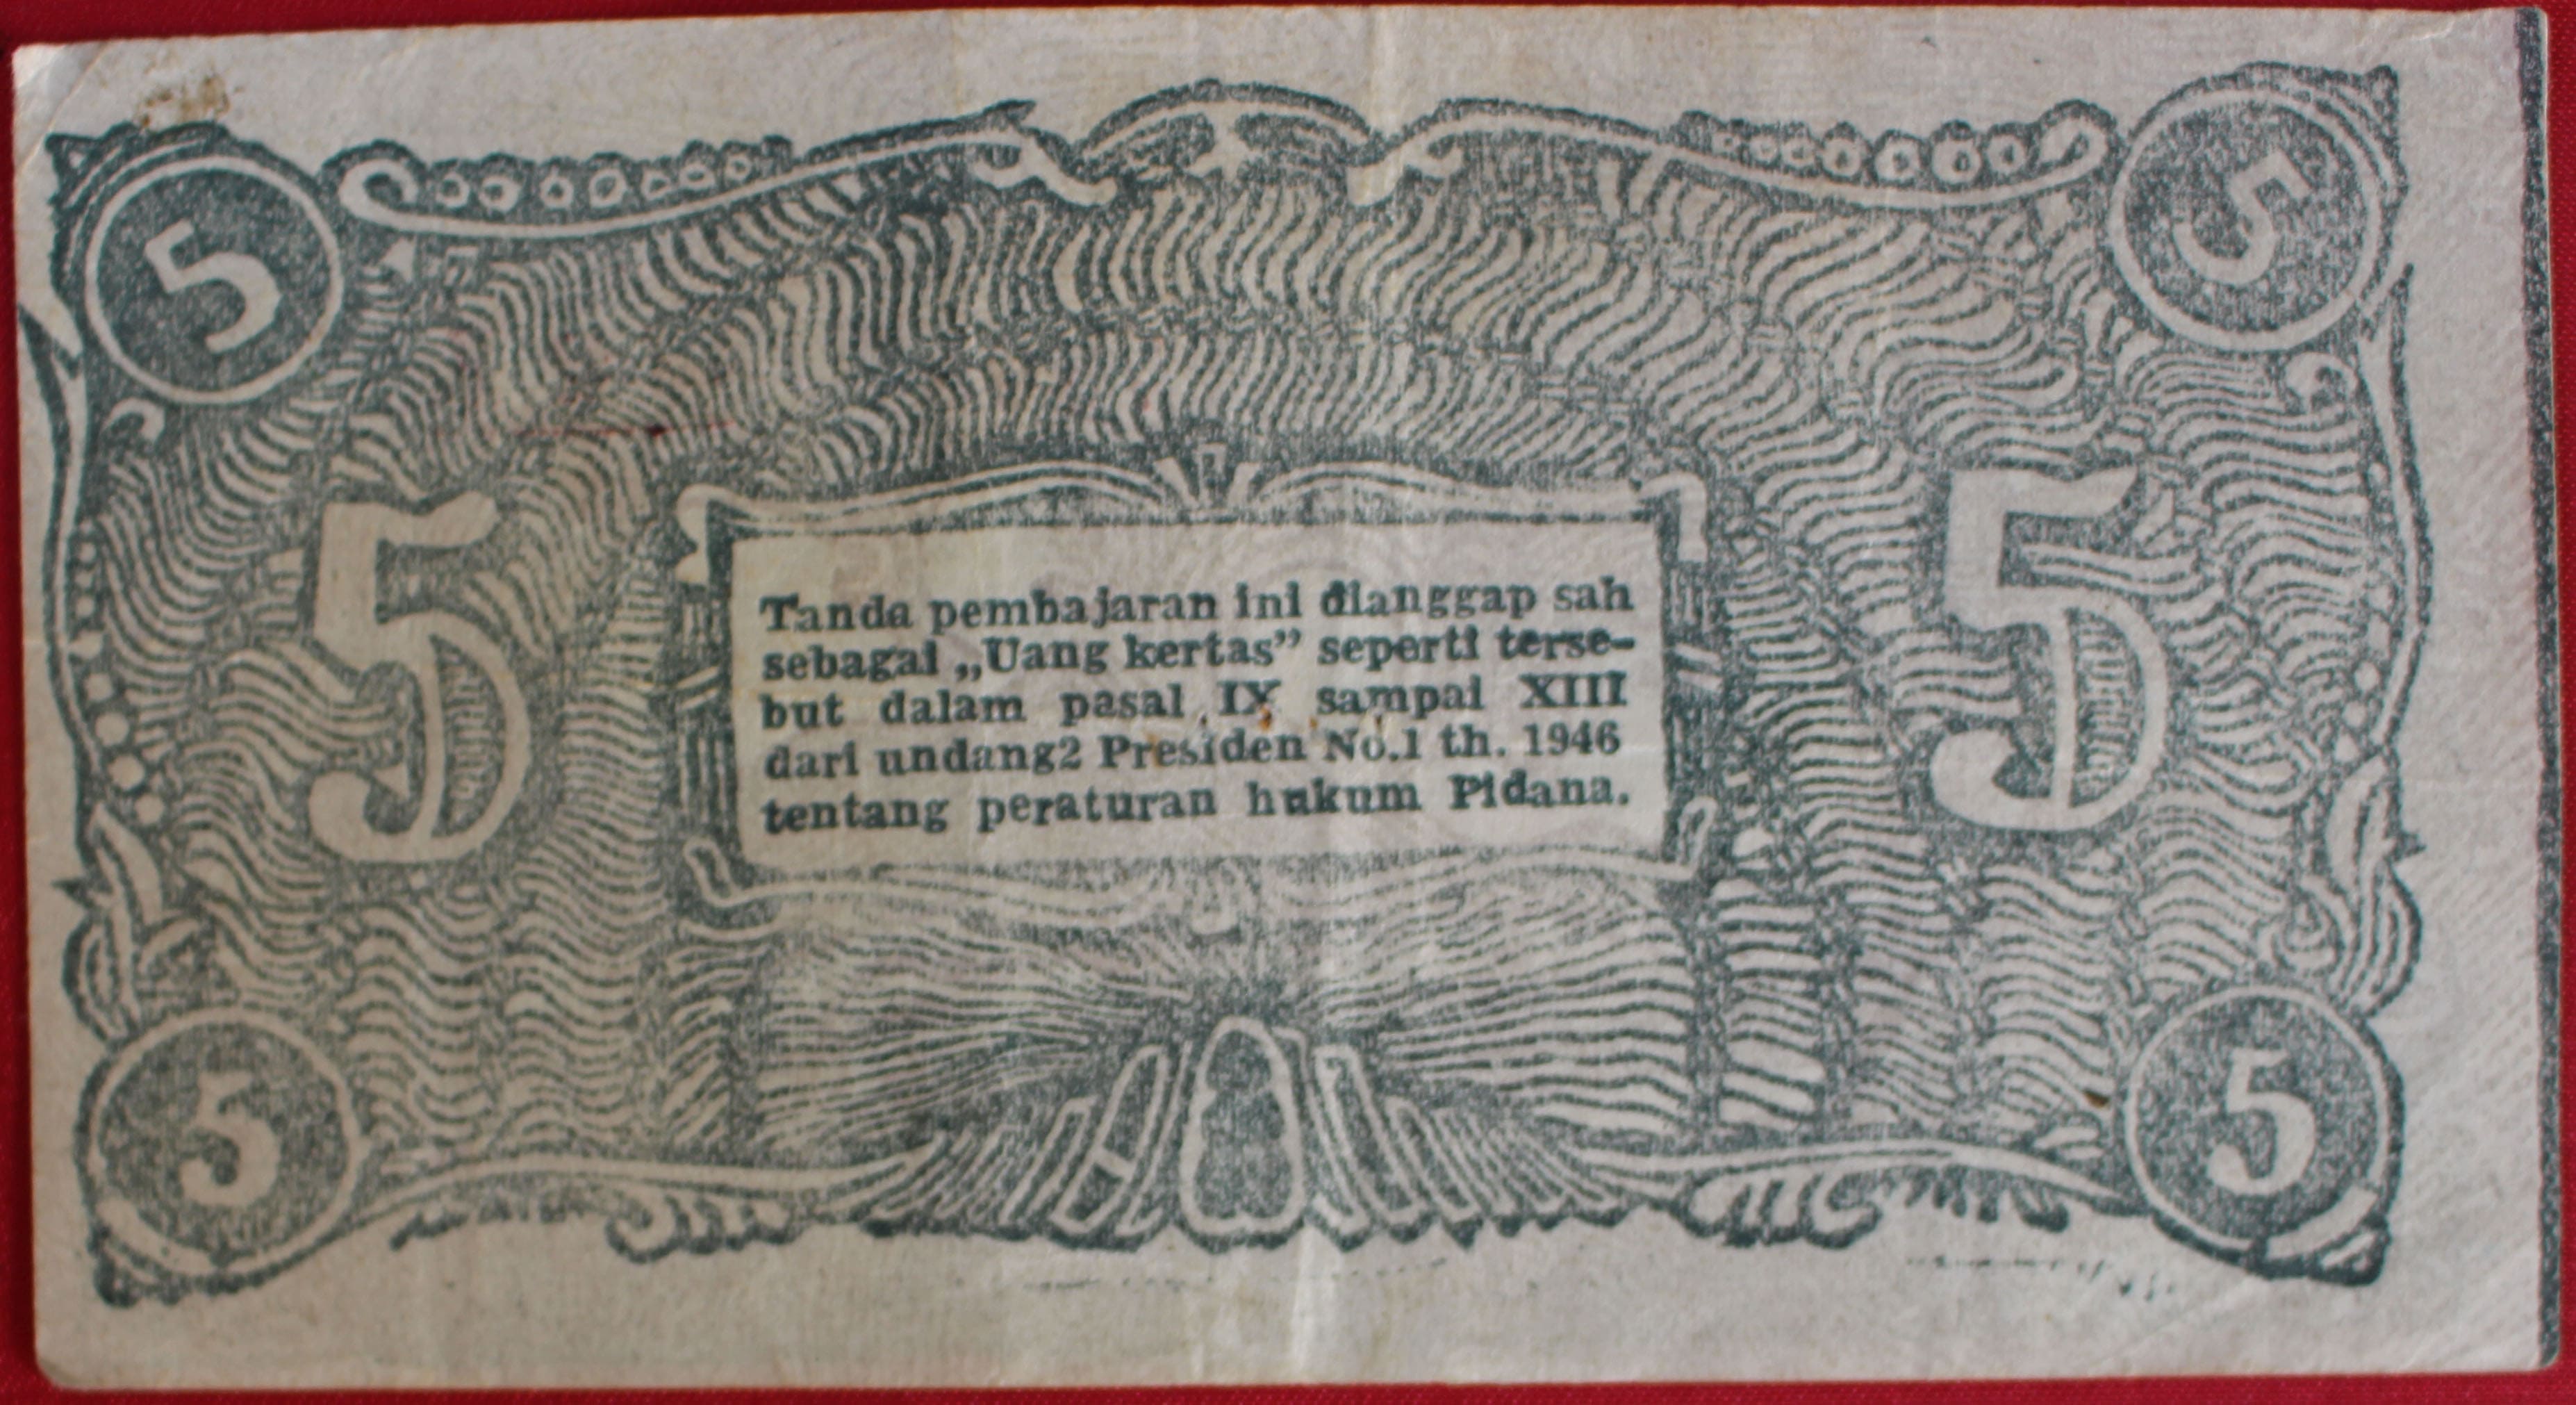 5 5
5 5
Tanda pembajaran ini dianggap sah
sebagai „Uang kertas” seperti terse-
but dalam pasal IX sampai XIII
dari undang2 Presiden No.1 th. 1946
tentang peraturan hukum Pidana.
5 5